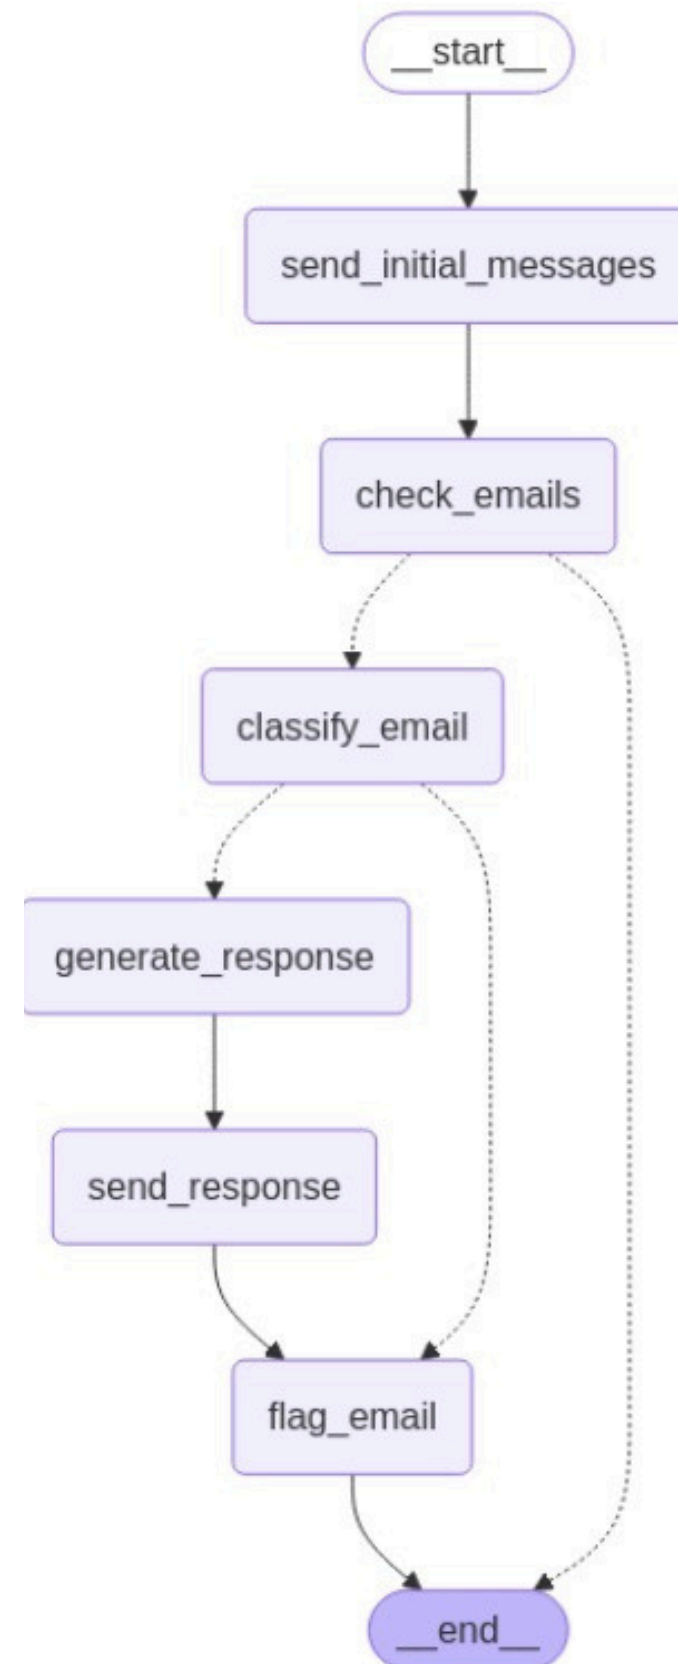 __start__
send_initial_messages
check_emails
classify_email
generate_response
send_response
flag_email
__end__